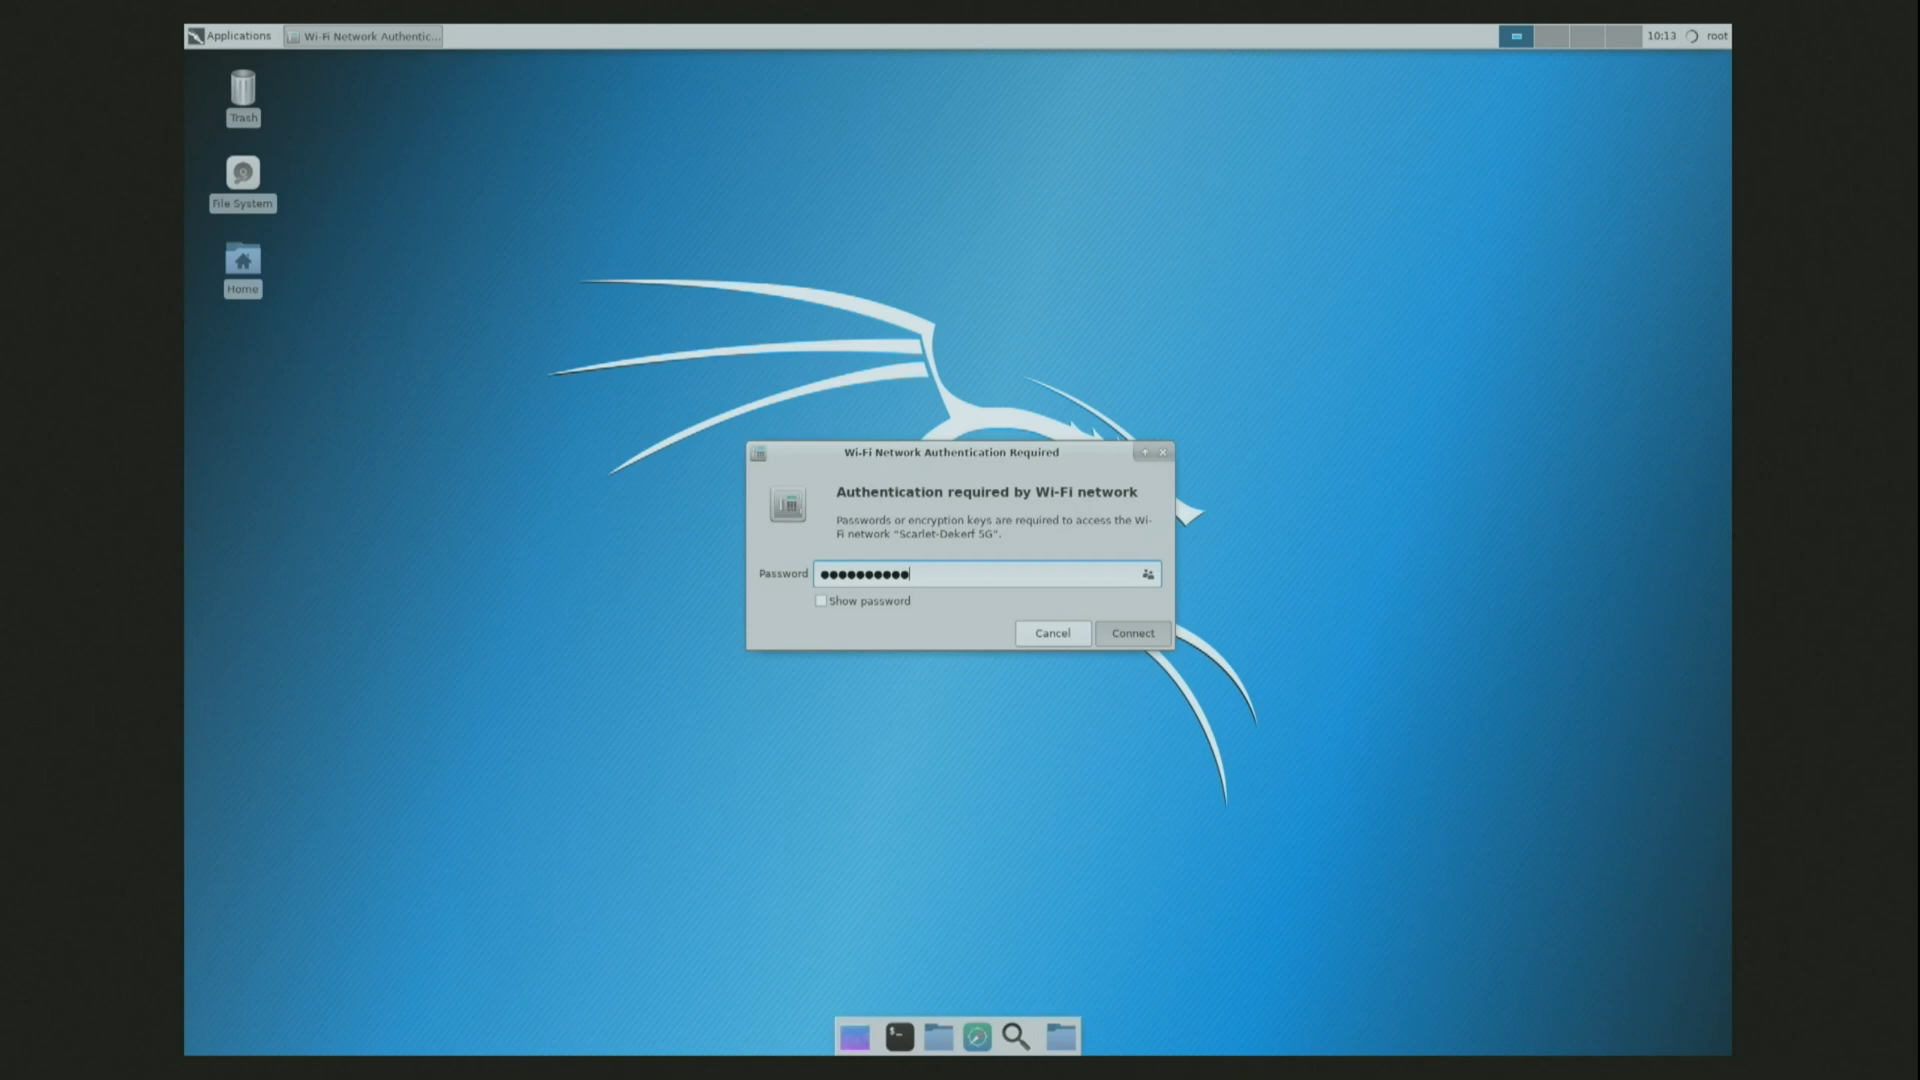 Applications
Wi-Fi Network Authentic...
10:13
root
Trash
File System
Home
Wi-Fi Network Authentication Required
Authentication required by Wi-Fi network
Passwords or encryption keys are required to access the Wi-
Fi network “Scarlet-Dekerf 5G”.
Password ●●●●●●●●●●
Show password
Cancel
Connect
$_